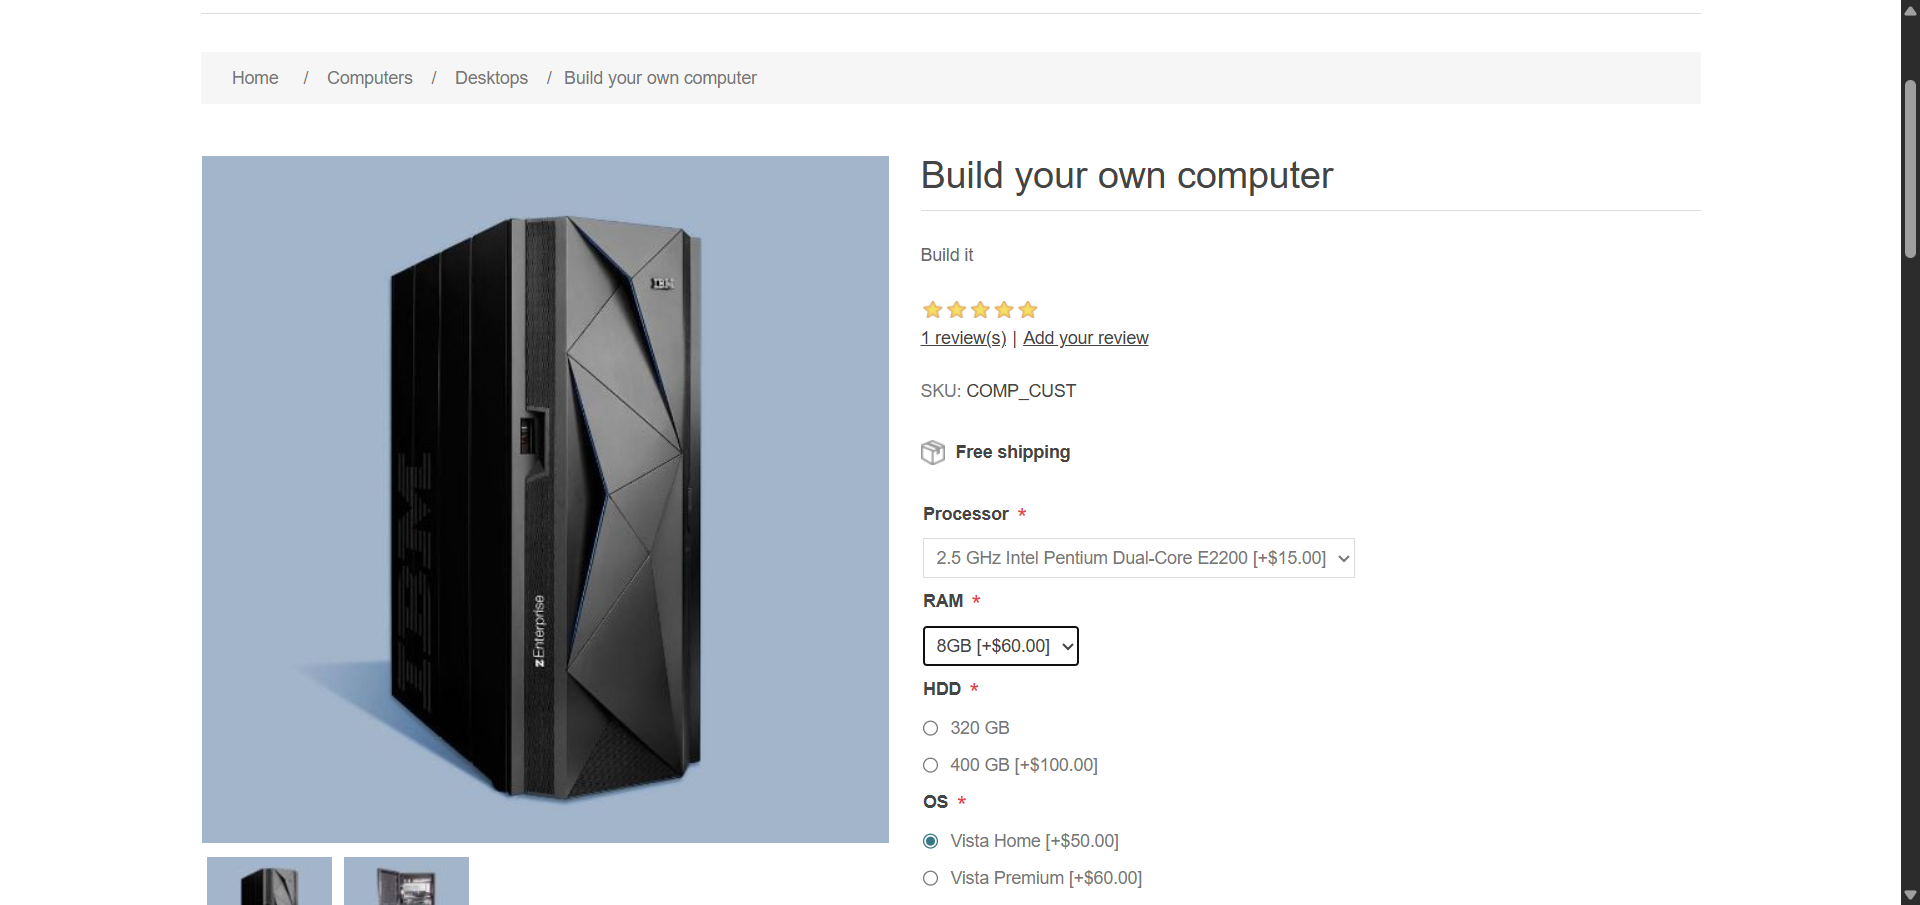 Home / Computers / Desktops / Build your own computer
IBM
IBM
zEnterprise
Build your own computer
Build it
1 review(s) | Add your review
SKU: COMP_CUST
Free shipping
Processor *
2.5 GHz Intel Pentium Dual-Core E2200 [+$15.00]
RAM *
8GB [+$60.00]
HDD *
320 GB
400 GB [+$100.00]
OS *
Vista Home [+$50.00]
Vista Premium [+$60.00]